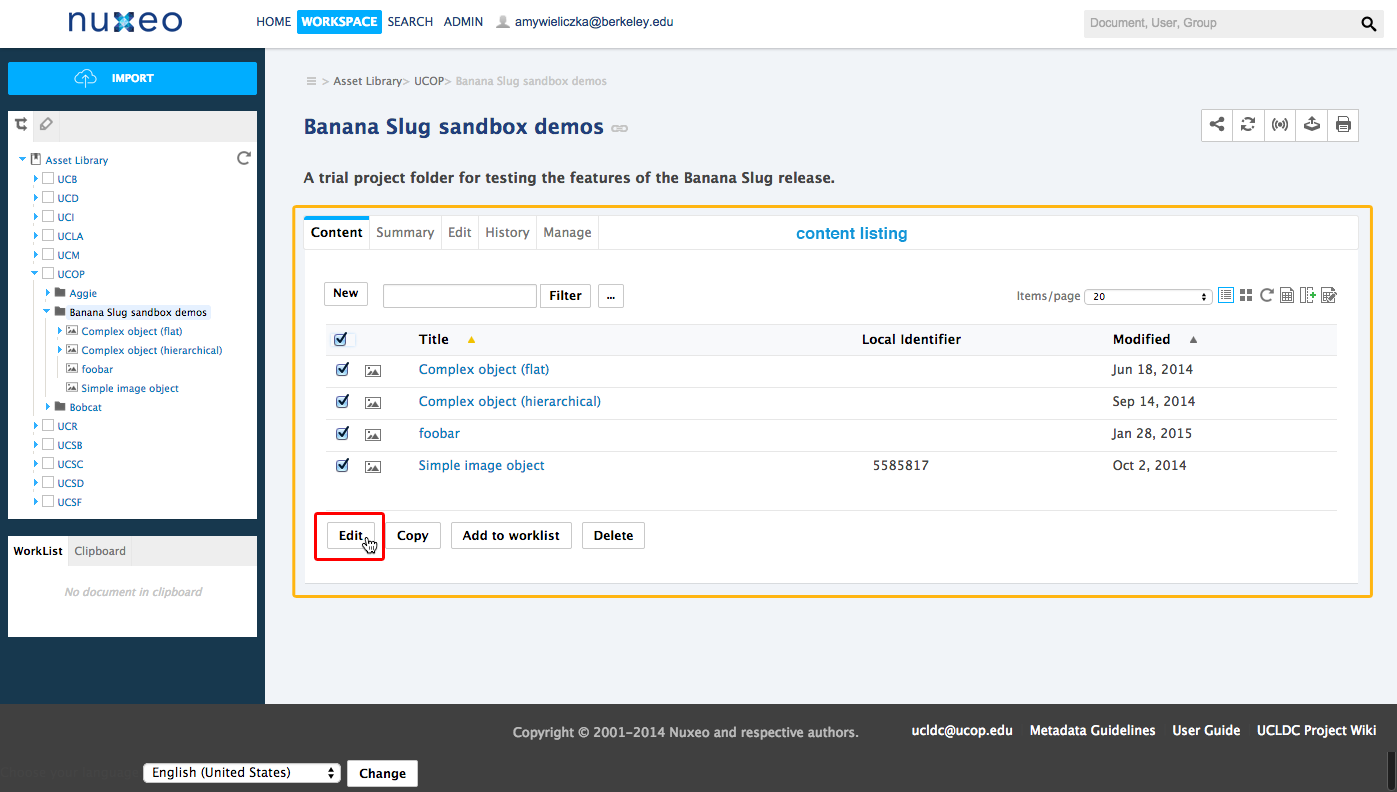 nuxeo
HOME WORKSPACE SEARCH ADMIN amywieliczka@berkeley.edu
Document, User, Group
IMPORT
Asset Library
UCB
UCD
UCI
UCLA
UCM
UCOP
Aggie
Banana Slug sandbox demos
Complex object (flat)
Complex object (hierarchical)
foobar
Simple image object
Bobcat
UCR
UCSB
UCSC
UCSD
UCSF
WorkList Clipboard
No document in clipboard
> Asset Library> UCOP> Banana Slug sandbox demos
Banana Slug sandbox demos
A trial project folder for testing the features of the Banana Slug release.
Content Summary Edit History Manage
content listing
New Filter ...
Items/page 20
Title Local Identifier Modified
Complex object (flat) Jun 18, 2014
Complex object (hierarchical) Sep 14, 2014
foobar Jan 28, 2015
Simple image object 5585817 Oct 2, 2014
Edit Copy Add to worklist Delete
Copyright © 2001-2014 Nuxeo and respective authors.
ucldc@ucop.edu Metadata Guidelines User Guide UCLDC Project Wiki
English (United States) Change